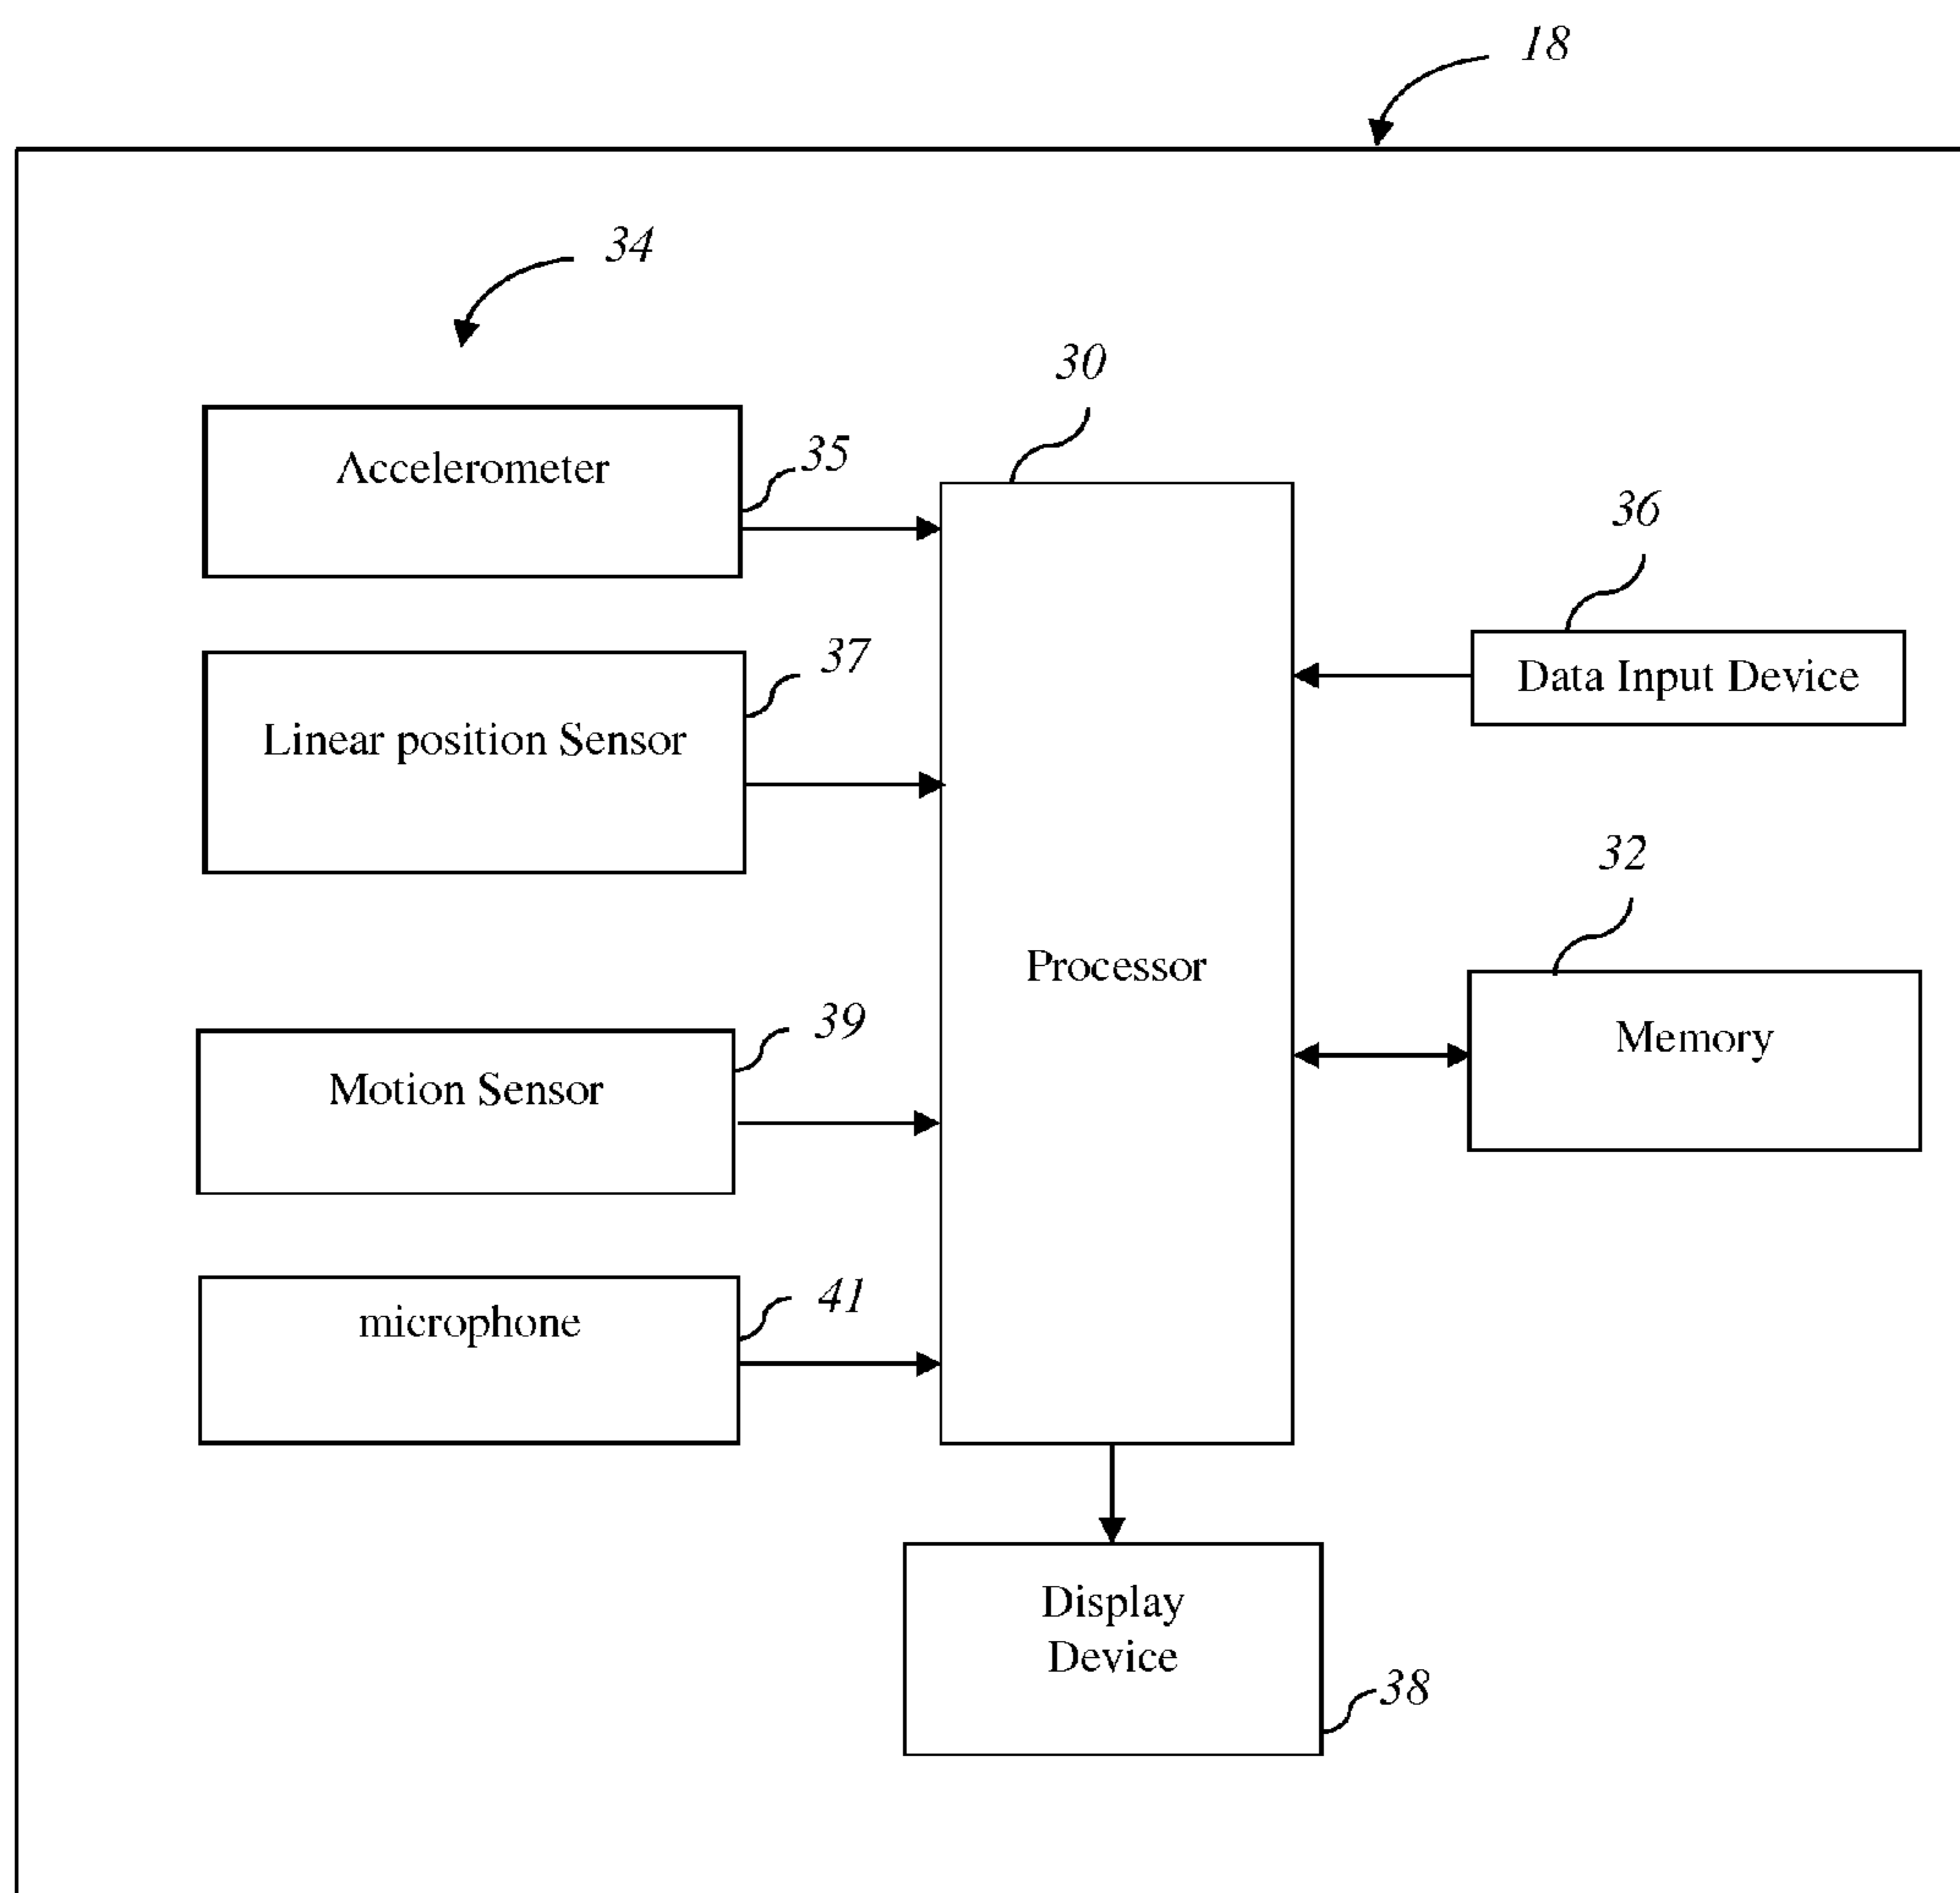 18
34
30
Accelerometer
35
36
Data Input Device
37
Linear position Sensor
32
Processor
Memory
39
Motion Sensor
41
microphone
Display
Device
38